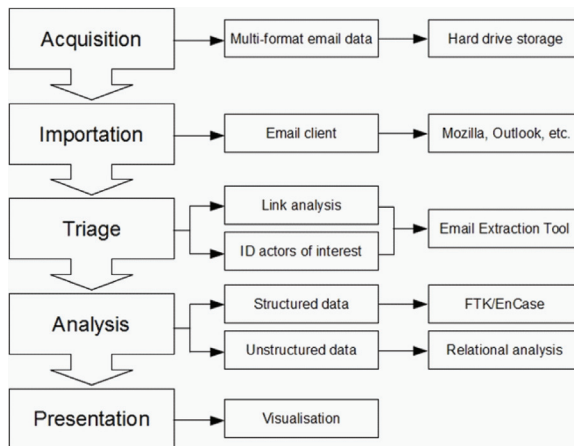 Acquisition
Multi-format email data
Hard drive storage
Importation
Email client
Mozilla, Outlook, etc.
Triage
Link analysis
ID actors of interest
Email Extraction Tool
Analysis
Structured data
FTK/EnCase
Unstructured data
Relational analysis
Presentation
Visualisation